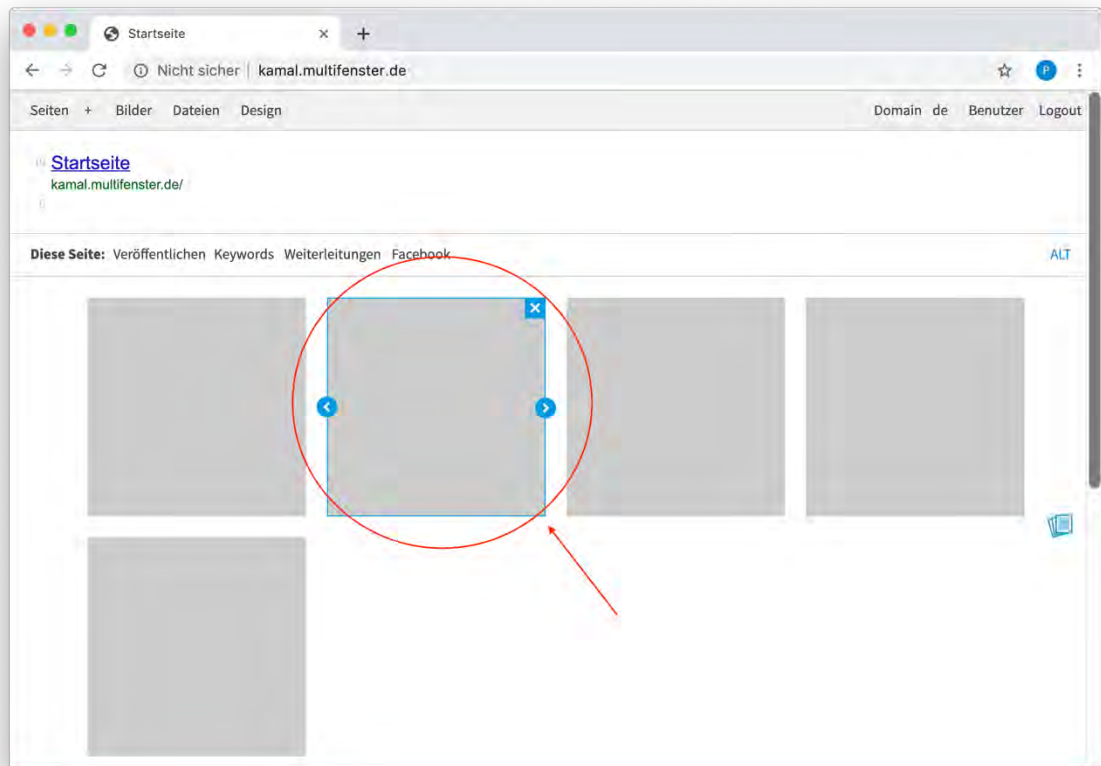 Startseite
Nicht sicher | kamal.multifenster.de
P
Seiten + Bilder Dateien Design Domain de Benutzer Logout
Startseite
kamal.multifenster.de/
Diese Seite: Veröffentlichen Keywords Weiterleitungen Facebook ALT